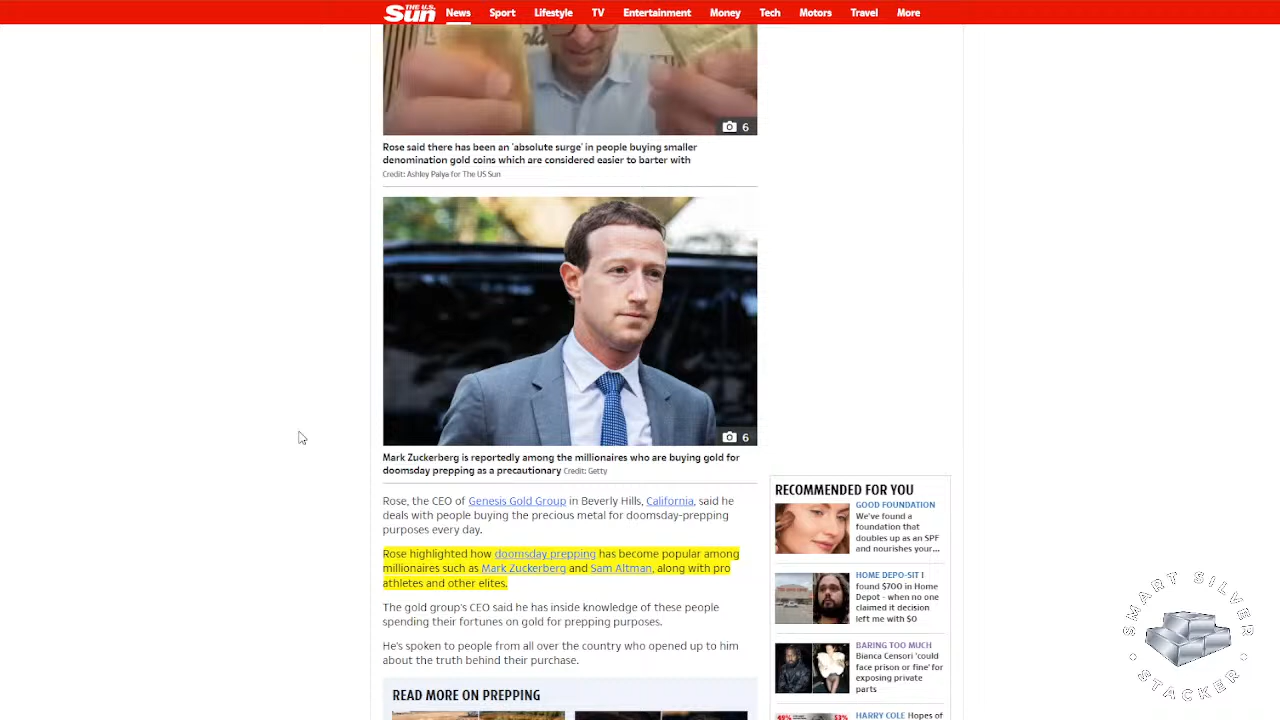 THE U.S.
Sun
News Sport Lifestyle TV Entertainment Money Tech Motors Travel More
6
Rose said there has been an 'absolute surge' in people buying smaller
denomination gold coins which are considered easier to barter with
Credit: Ashley Palya for The US Sun
6
Mark Zuckerberg is reportedly among the millionaires who are buying gold for
doomsday prepping as a precautionary Credit: Getty
Rose, the CEO of Genesis Gold Group in Beverly Hills, California, said he
deals with people buying the precious metal for doomsday-prepping
purposes every day.
Rose highlighted how doomsday prepping has become popular among
millionaires such as Mark Zuckerberg and Sam Altman, along with pro
athletes and other elites.
The gold group's CEO said he has inside knowledge of these people
spending their fortunes on gold for prepping purposes.
He's spoken to people from all over the country who opened up to him
about the truth behind their purchase.
READ MORE ON PREPPING
RECOMMENDED FOR YOU
GOOD FOUNDATION
We've found a
foundation that
doubles up as an SPF
and nourishes your...
HOME DEPO-SIT I
found $700 in Home
Depot - when no one
claimed it decision
left me with $0
BARING TOO MUCH
Bianca Censori 'could
face prison or fine' for
exposing private
parts
49% 53%
HARRY COLE Hopes of
SMART SILVER
STACKER